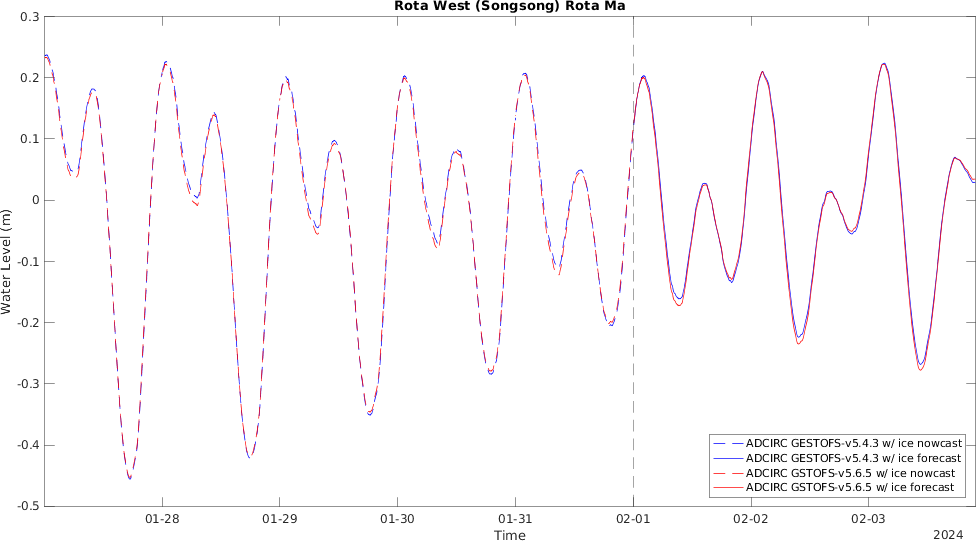 Rota West (Songsong) Rota Ma
0.3
0.2
0.1
0
-0.1
-0.2
-0.3
-0.4
-0.5
Water Level (m)
ADCIRC GESTOFS-v5.4.3 w/ ice nowcast
ADCIRC GESTOFS-v5.4.3 w/ ice forecast
ADCIRC GSTOFS-v5.6.5 w/ ice nowcast
ADCIRC GSTOFS-v5.6.5 w/ ice forecast
01-28 01-29 01-30 01-31 02-01 02-02 02-03
Time
2024